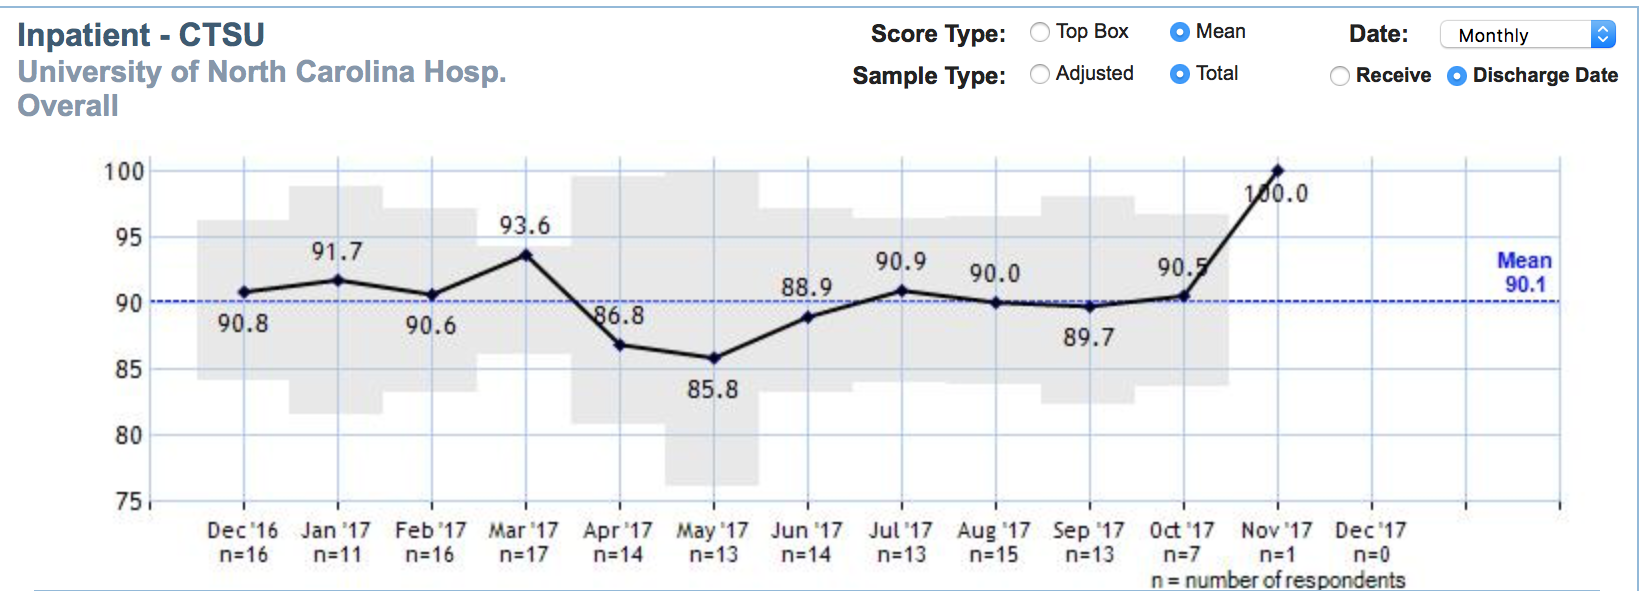 Inpatient - CTSU
University of North Carolina Hosp.
Overall
Score Type: Top Box Mean
Sample Type: Adjusted Total
Date: Monthly
Receive Discharge Date
100
95
90
85
80
75
90.8
91.7
90.6
93.6
86.8
85.8
88.9
90.9
90.0
89.7
90.5
100.0
Mean
90.1
Dec '16 Jan '17 Feb '17 Mar '17 Apr '17 May '17 Jun '17 Jul '17 Aug '17 Sep '17 Oct '17 Nov '17 Dec '17
n=16 n=11 n=16 n=17 n=14 n=13 n=14 n=13 n=15 n=13 n=7 n=1 n=0
n = number of respondents